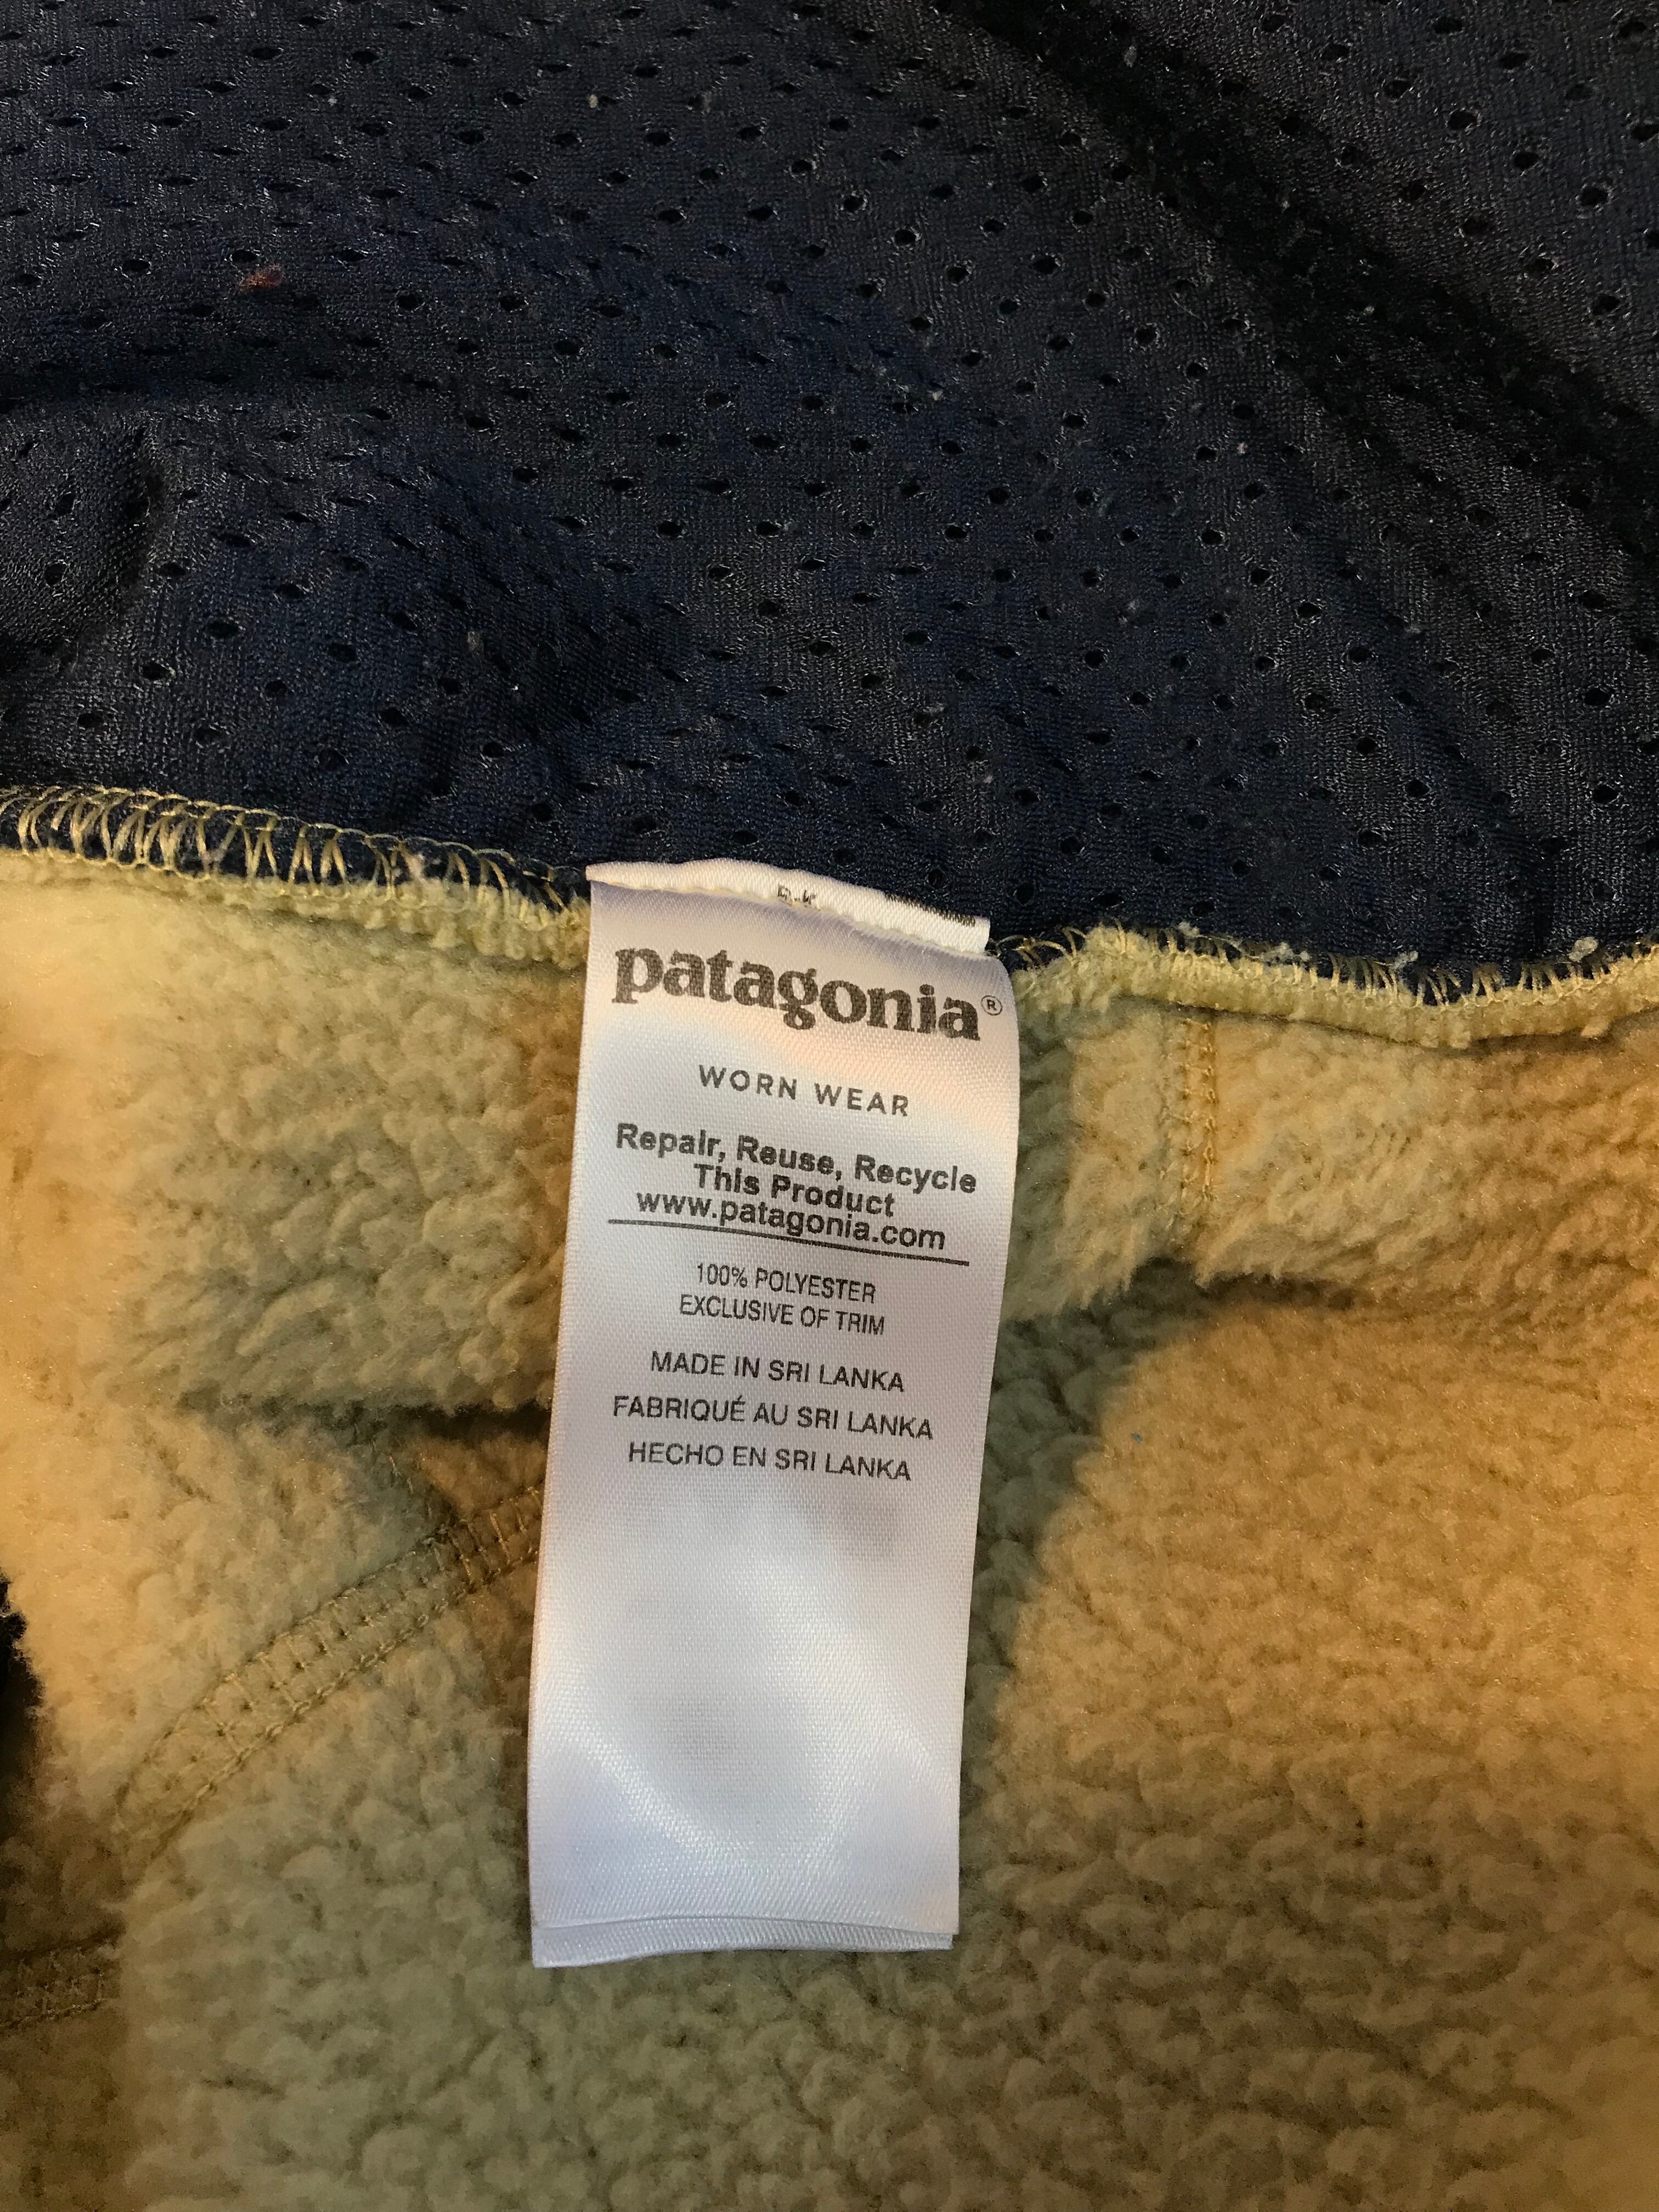 patagonia®
WORN WEAR
Repair, Reuse, Recycle
This Product
www.patagonia.com
100% POLYESTER
EXCLUSIVE OF TRIM
MADE IN SRI LANKA
FABRIQUÉ AU SRI LANKA
HECHO EN SRI LANKA